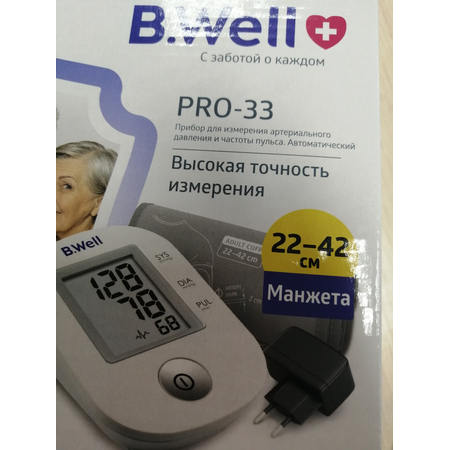 B.Well
С заботой о каждом
PRO-33
Прибор для измерения артериального
давления и частоты пульса. Автоматический
Высокая точность
измерения
B.Well
SYS
128
DIA
78
PUL
68
ADULT CUFF
22-42 cm
22–42
см
Манжета